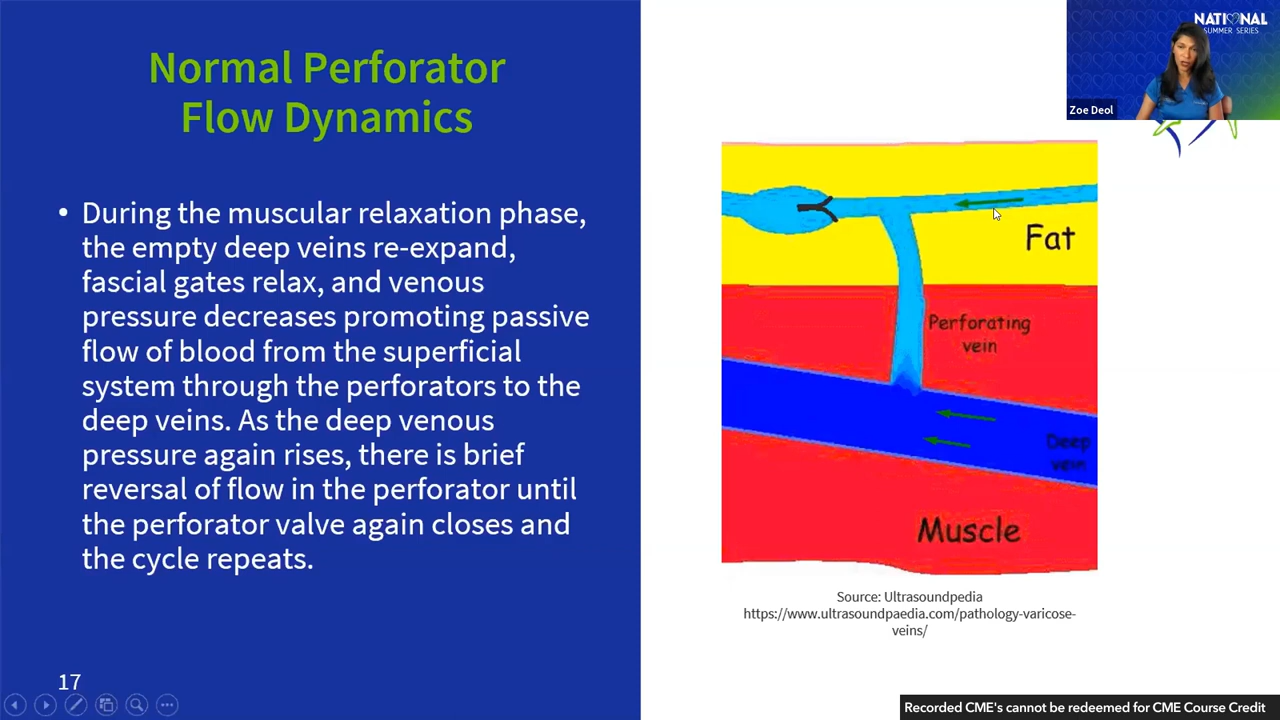 NATIONAL
SUMMER SERIES
Zoe Deol
Normal Perforator
Flow Dynamics
• During the muscular relaxation phase,
the empty deep veins re-expand,
fascial gates relax, and venous
pressure decreases promoting passive
flow of blood from the superficial
system through the perforators to the
deep veins. As the deep venous
pressure again rises, there is brief
reversal of flow in the perforator until
the perforator valve again closes and
the cycle repeats.
Fat
Perforating
vein
Deep
vein
Muscle
Source: Ultrasoundpedia
https://www.ultrasoundpaedia.com/pathology-varicose-
veins/
17
Recorded CME's cannot be redeemed for CME Course Credit